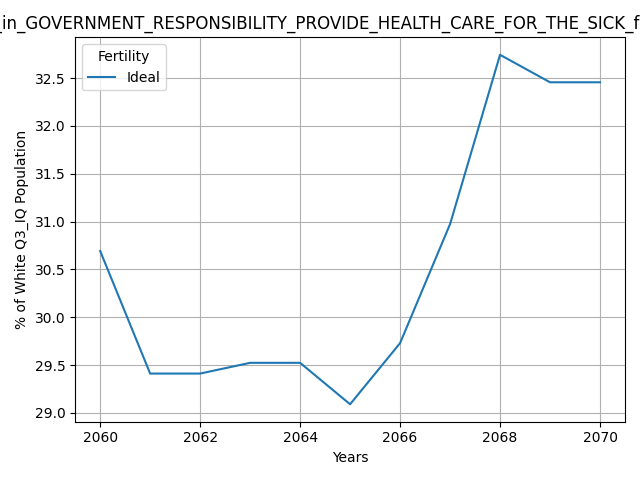 _in_GOVERNMENT_RESPONSIBILITY_PROVIDE_HEALTH_CARE_FOR_THE_SICK_f
Fertility
Ideal
% of White Q3_IQ Population
32.5
32.0
31.5
31.0
30.5
30.0
29.5
29.0
2060 2062 2064 2066 2068 2070
Years